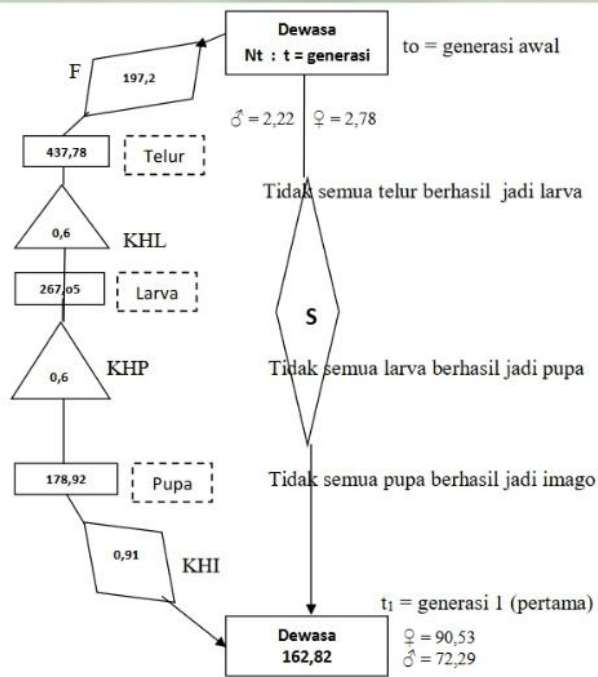 Dewasa
Nt : t = generasi
to = generasi awal
F
197,2
♂ = 2,22 ♀ = 2,78
437,78
Telur
Tidak semua telur berhasil jadi larva
0,6
KHL
267,o5
Larva
S
0,6
KHP
Tidak semua larva berhasil jadi pupa
178,92
Pupa
Tidak semua pupa berhasil jadi imago
0,91
KHI
t₁ = generasi 1 (pertama)
Dewasa
162,82
♀ = 90,53
♂ = 72,29